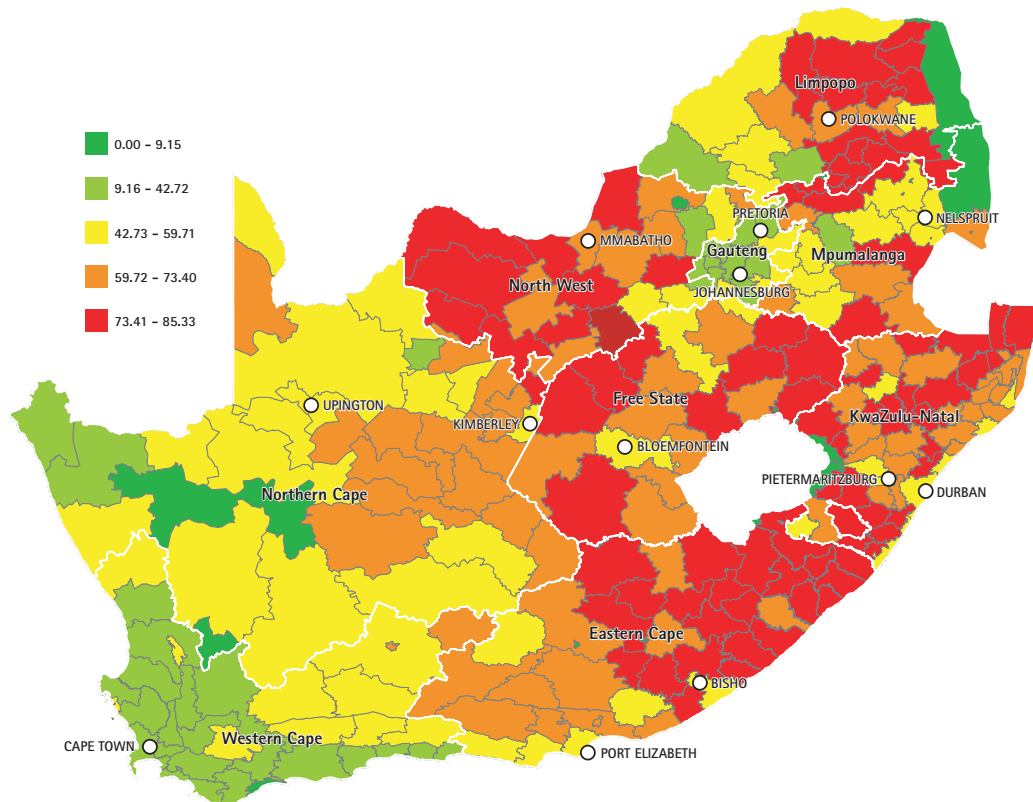 Limpopo
POLOKWANE
0.00 – 9.15
9.16 – 42.72
42.73 – 59.71
59.72 – 73.40
73.41 – 85.33
PRETORIA
NELSPRUIT
MMABATHO
Gauteng
Mpumalanga
North West
JOHANNESBURG
Free State
UPINGTON
KwaZulu–Natal
KIMBERLEY
BLOEMFONTEIN
PIETERMARITZBURG
Northern Cape
DURBAN
Eastern Cape
BISHO
Western Cape
CAPE TOWN
PORT ELIZABETH